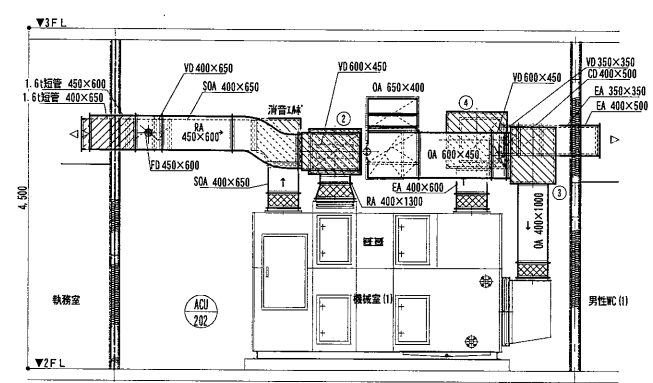 ▼3FL
VD 400×650
SOA 400×650
1.6t短管 450×600
1.6t短管 400×650
RA
450×600
FD 450×600
SOA 400×650
消音エルボ
VD 600×450
②
OA 650×400
④
VD 600×450
VD 350×350
CD 400×500
EA 350×350
EA 400×500
OA 600×450
EA 400×600
RA 400×1300
③
OA 400×1000
4,500
執務室
ACU
202
機械室(1)
男性WC(1)
▼2FL